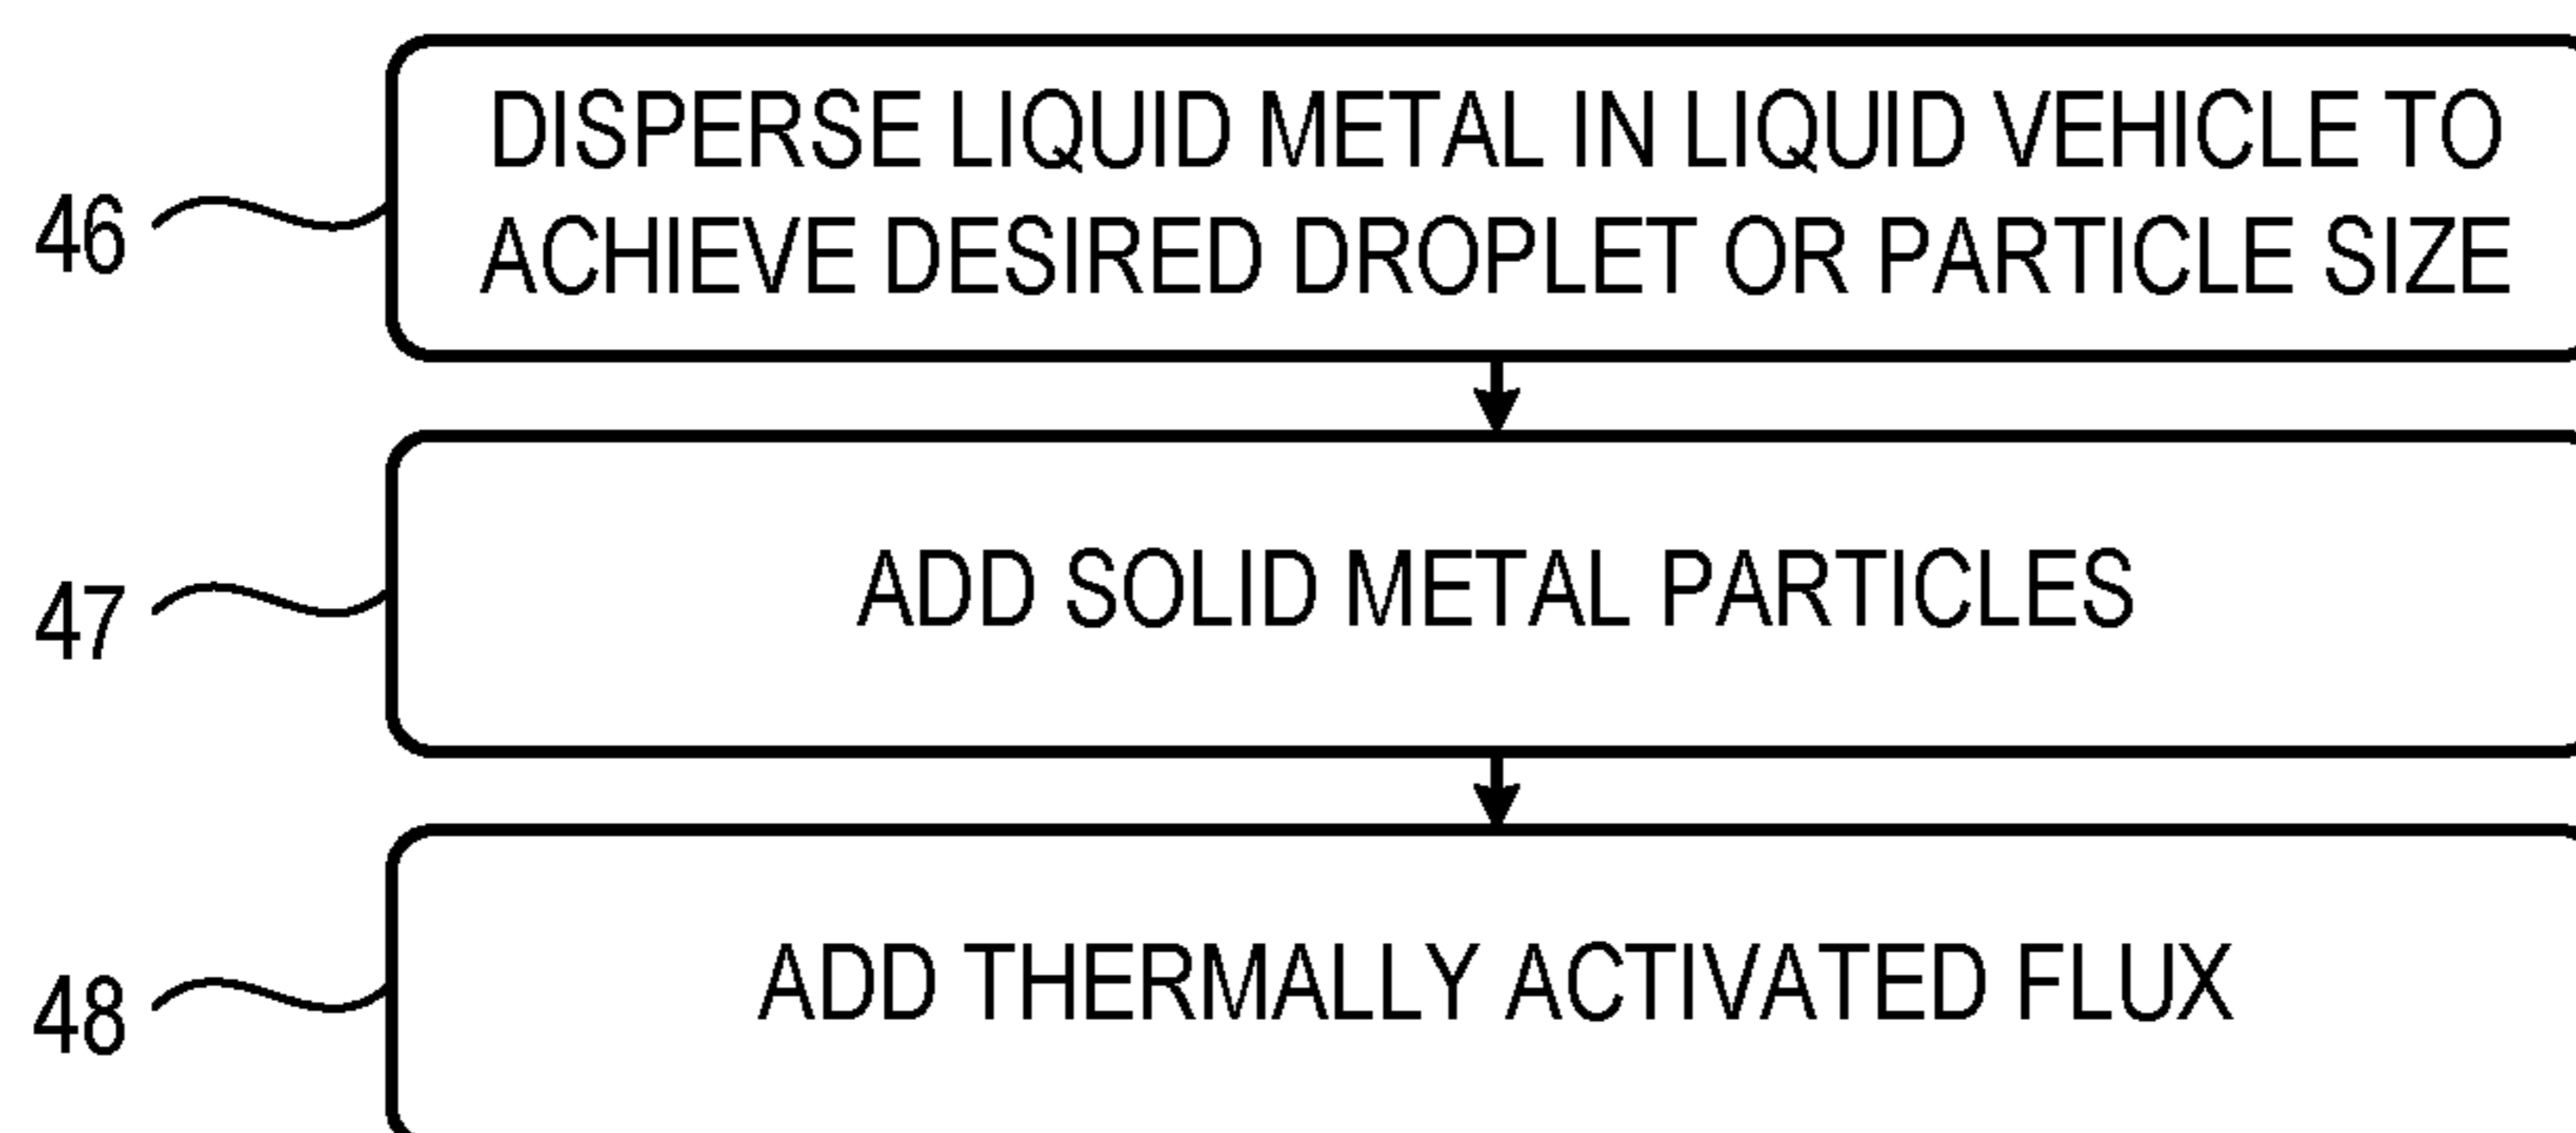 46
DISPERSE LIQUID METAL IN LIQUID VEHICLE TO
ACHIEVE DESIRED DROPLET OR PARTICLE SIZE
47
ADD SOLID METAL PARTICLES
48
ADD THERMALLY ACTIVATED FLUX